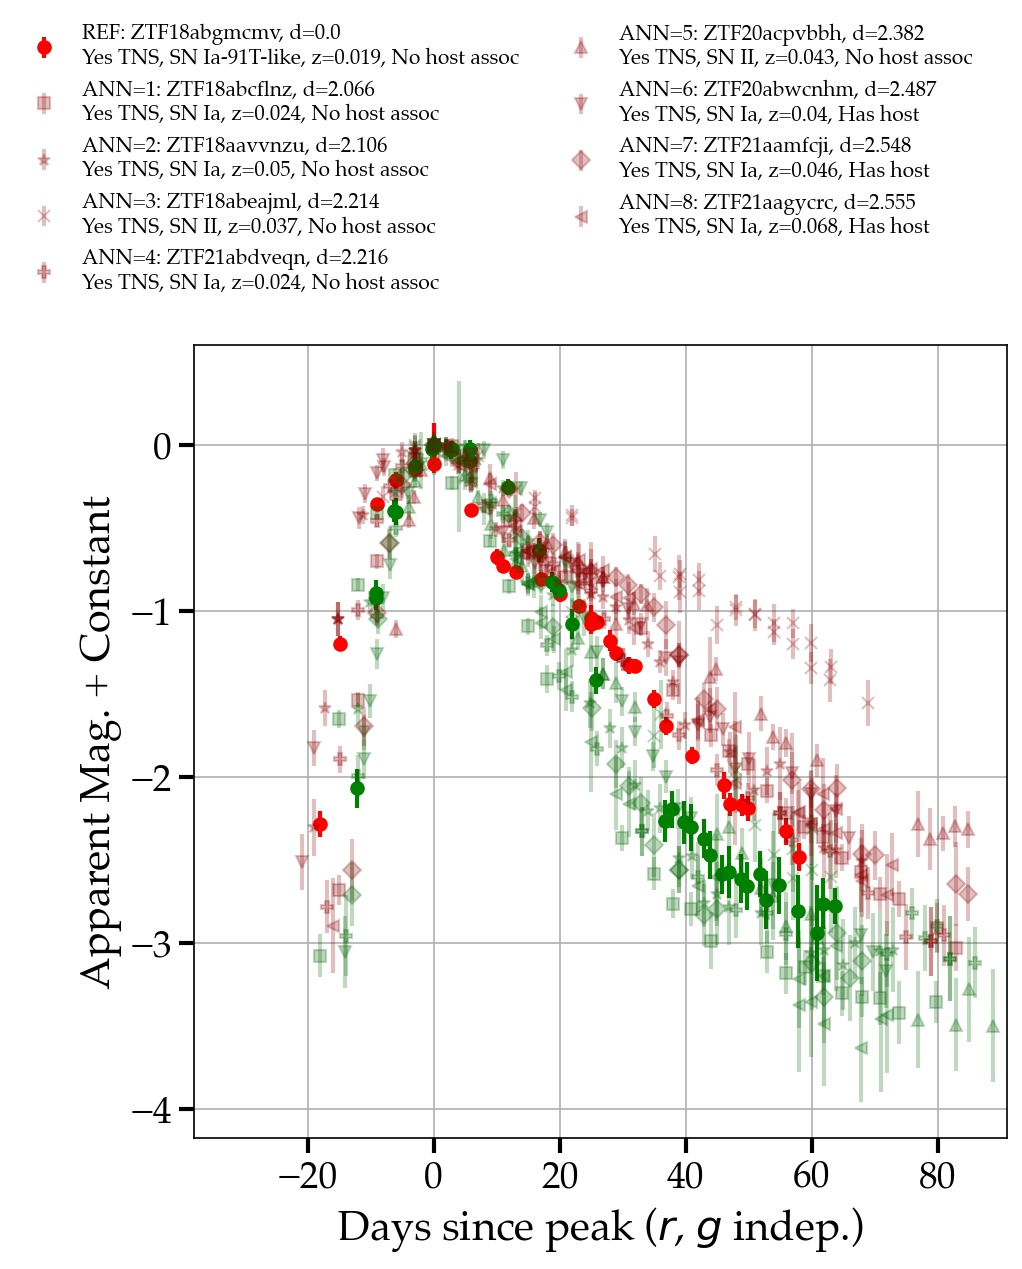 REF: ZTF18abgmcmv, d=0.0
Yes TNS, SN Ia-91T-like, z=0.019, No host assoc
ANN=1: ZTF18abcflnz, d=2.066
Yes TNS, SN Ia, z=0.024, No host assoc
ANN=2: ZTF18aavvnzu, d=2.106
Yes TNS, SN Ia, z=0.05, No host assoc
ANN=3: ZTF18abeajml, d=2.214
Yes TNS, SN II, z=0.037, No host assoc
ANN=4: ZTF21abdveqn, d=2.216
Yes TNS, SN Ia, z=0.024, No host assoc
ANN=5: ZTF20acpvbbh, d=2.382
Yes TNS, SN II, z=0.043, No host assoc
ANN=6: ZTF20abwcnhm, d=2.487
Yes TNS, SN Ia, z=0.04, Has host
ANN=7: ZTF21aamfcji, d=2.548
Yes TNS, SN Ia, z=0.046, Has host
ANN=8: ZTF21aagycrc, d=2.555
Yes TNS, SN Ia, z=0.068, Has host
Apparent Mag. + Constant
0
−1
−2
−3
−4
−20 0 20 40 60 80
Days since peak (r, g indep.)